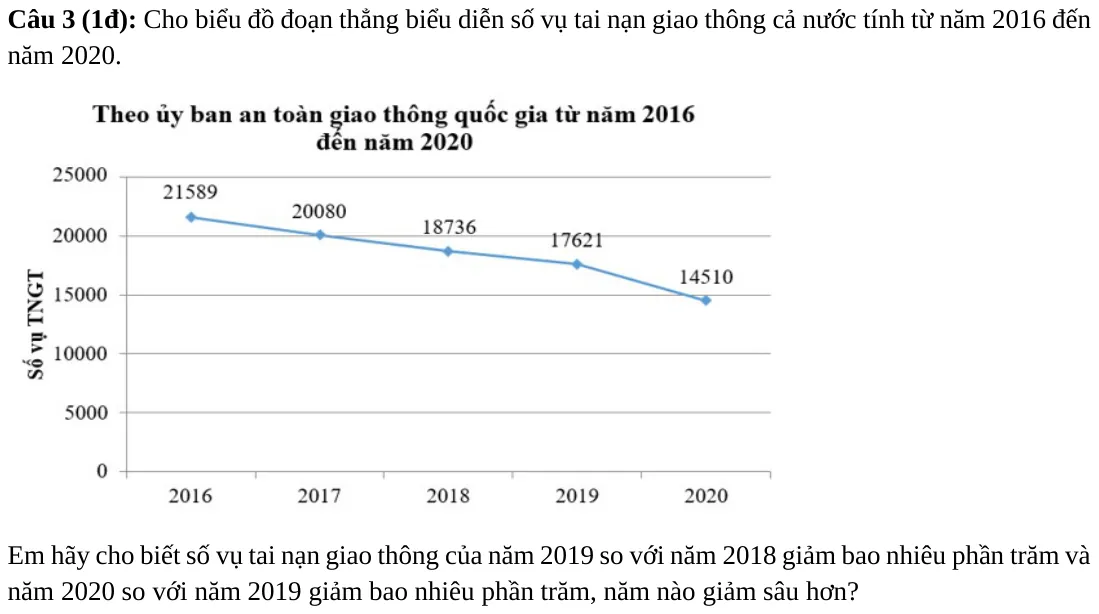 Câu 3 (1đ): Cho biểu đồ đoạn thẳng biểu diễn số vụ tai nạn giao thông cả nước tính từ năm 2016 đến
năm 2020.
Theo ủy ban an toàn giao thông quốc gia từ năm 2016
đến năm 2020
25000
21589
20080
20000
18736
17621
14510
15000
10000
5000
0
Số vụ TNGT
2016 2017 2018 2019 2020
Em hãy cho biết số vụ tai nạn giao thông của năm 2019 so với năm 2018 giảm bao nhiêu phần trăm và
năm 2020 so với năm 2019 giảm bao nhiêu phần trăm, năm nào giảm sâu hơn?